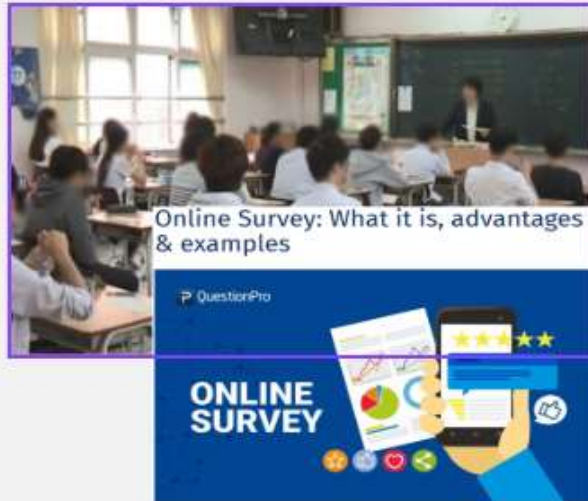 Online Survey: What it is, advantages
& examples
QuestionPro
ONLINE
SURVEY